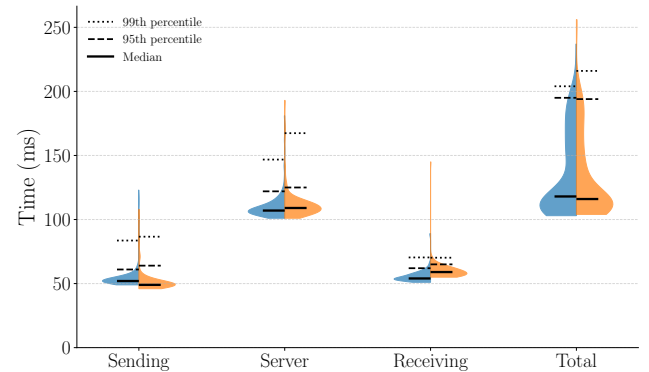 99th percentile
95th percentile
Median
Time (ms)
250
200
150
100
50
0
Sending Server Receiving Total